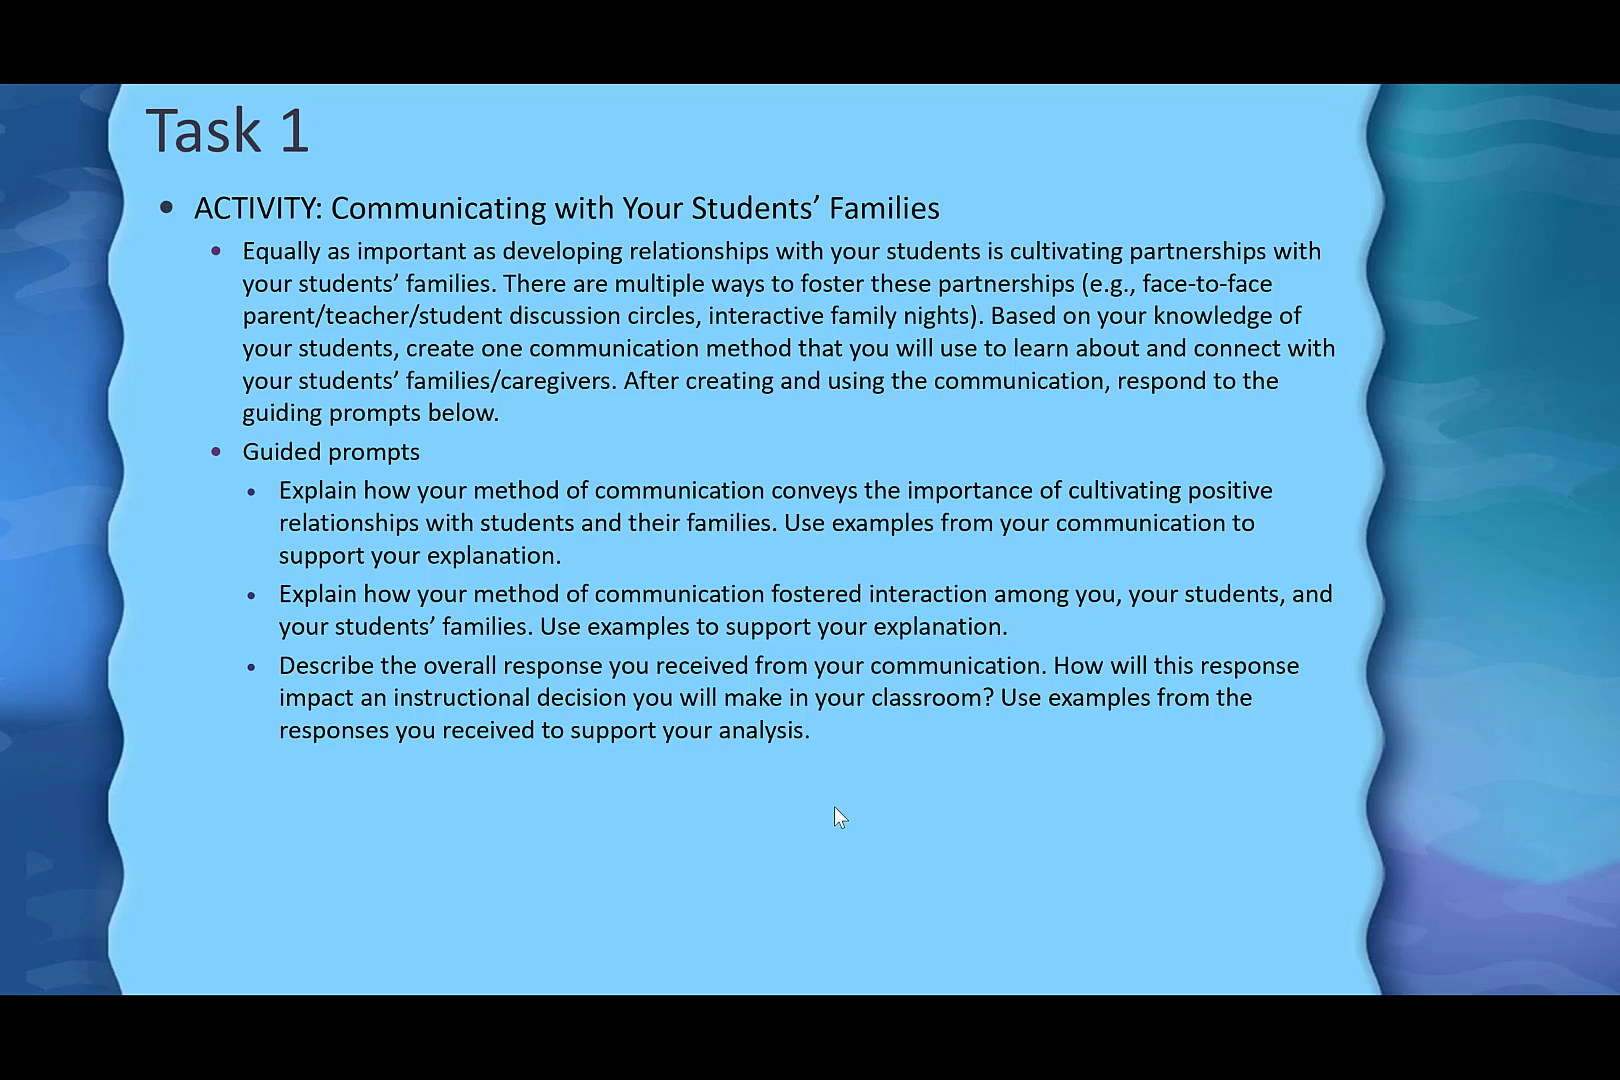 Task 1
• ACTIVITY: Communicating with Your Students’ Families
• Equally as important as developing relationships with your students is cultivating partnerships with
your students’ families. There are multiple ways to foster these partnerships (e.g., face-to-face
parent/teacher/student discussion circles, interactive family nights). Based on your knowledge of
your students, create one communication method that you will use to learn about and connect with
your students’ families/caregivers. After creating and using the communication, respond to the
guiding prompts below.
• Guided prompts
• Explain how your method of communication conveys the importance of cultivating positive
relationships with students and their families. Use examples from your communication to
support your explanation.
• Explain how your method of communication fostered interaction among you, your students, and
your students’ families. Use examples to support your explanation.
• Describe the overall response you received from your communication. How will this response
impact an instructional decision you will make in your classroom? Use examples from the
responses you received to support your analysis.